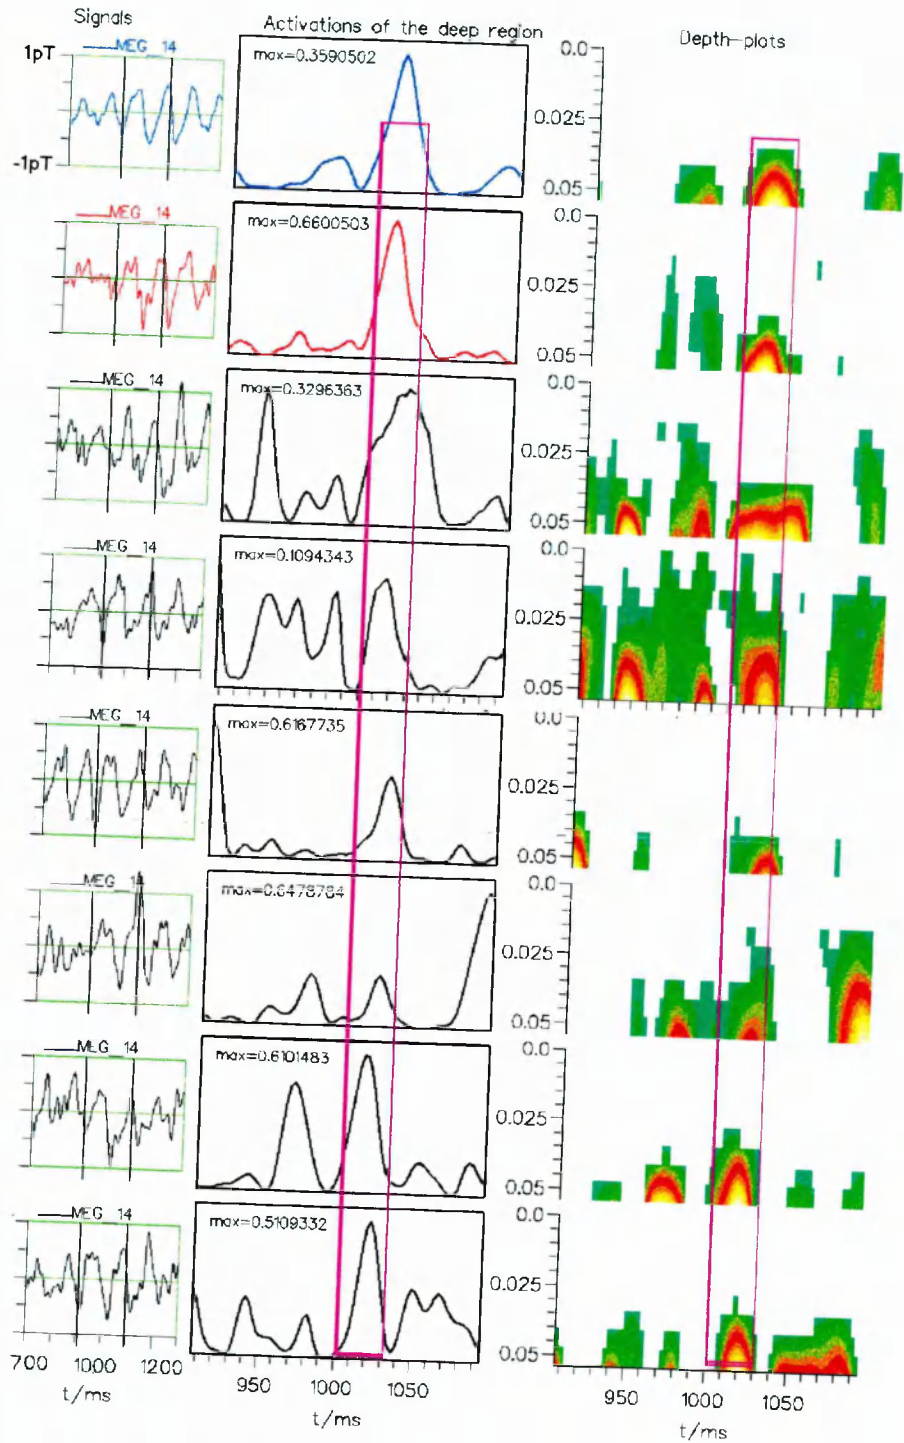 Signals
Activations of the deep region
Depth-plots
MEG_14
1pT
-1pT
max=0.3590502
0.0
0.025
0.05
MEG_14
max=0.6600503
0.0
0.025
0.05
MEG_14
max=0.3296363
0.0
0.025
0.05
MEG_14
max=0.1094343
0.0
0.025
0.05
MEG_14
max=0.6167735
0.0
0.025
0.05
MEG_14
max=0.6478784
0.0
0.025
0.05
MEG_14
max=0.6101483
0.0
0.025
0.05
MEG_14
max=0.5109332
0.0
0.025
0.05
700 1000 1200
950 1000 1050
950 1000 1050
t/ms
t/ms
t/ms